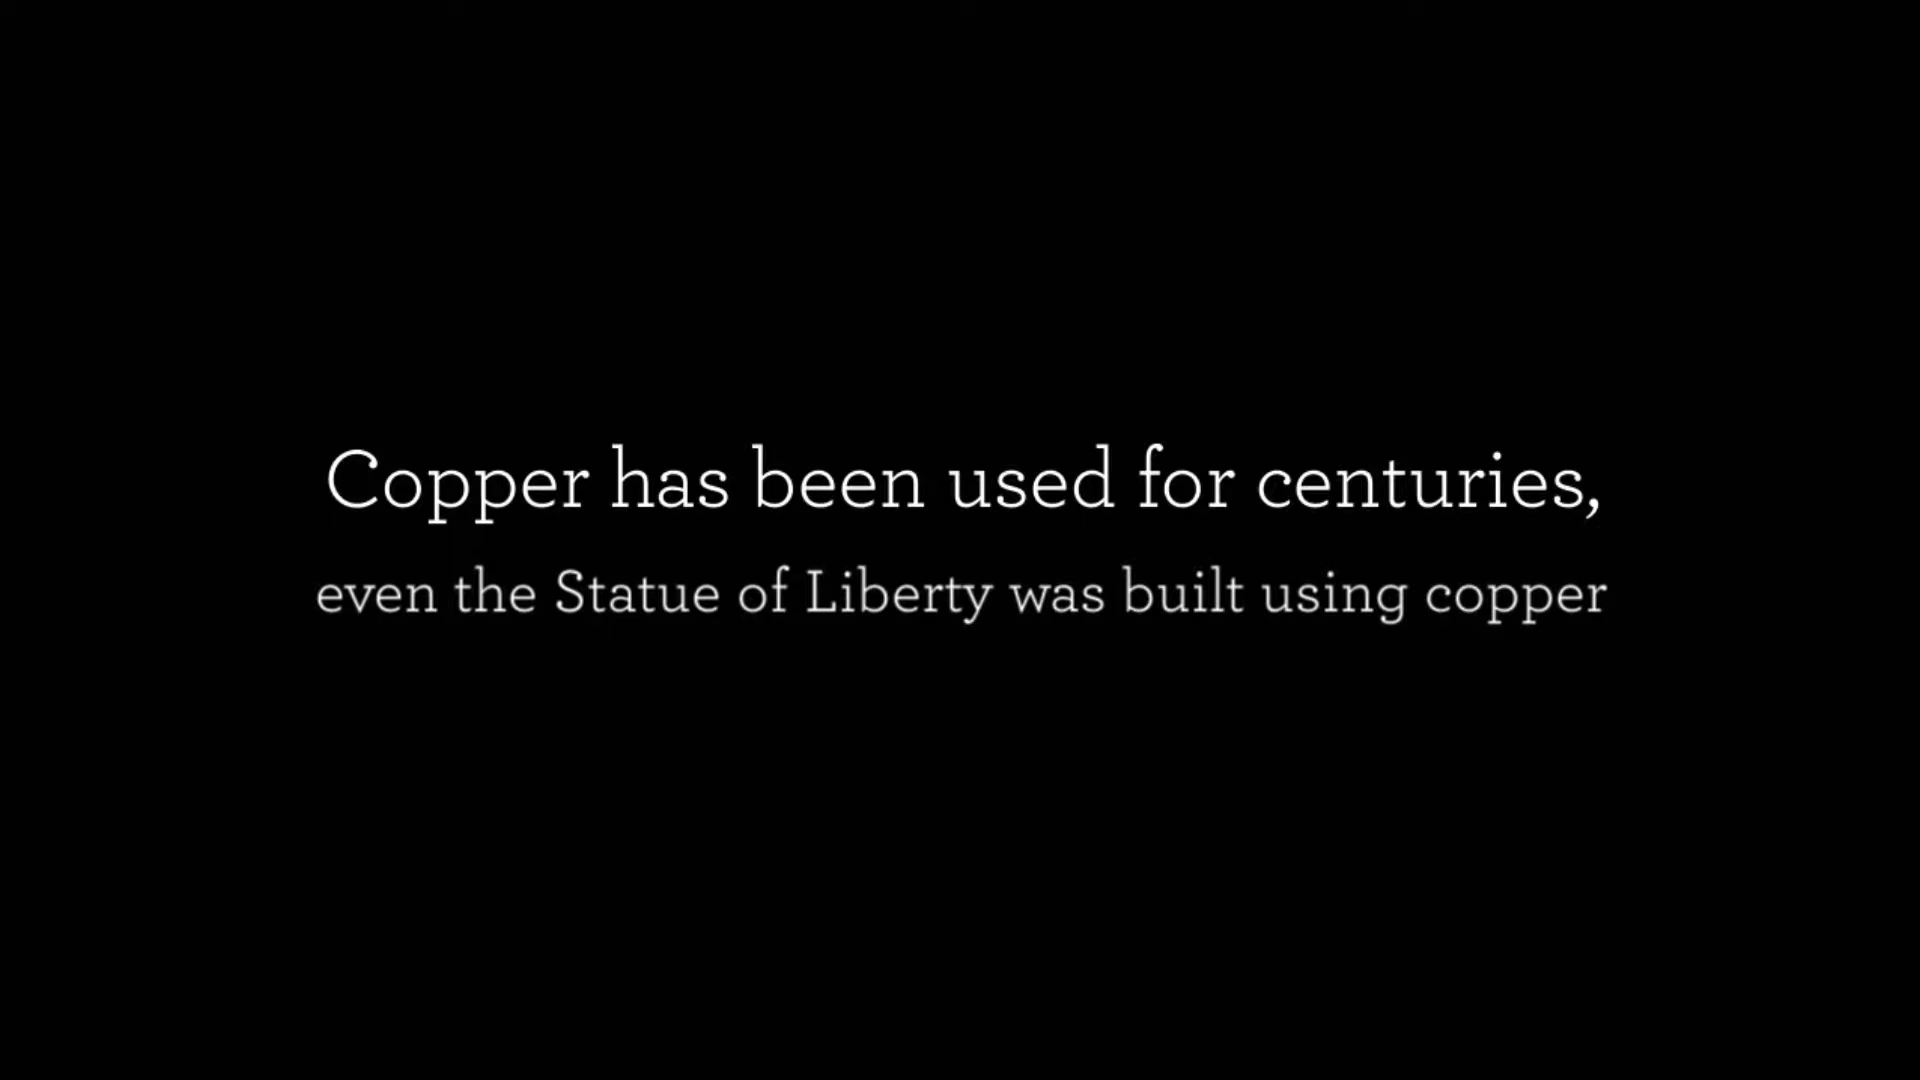 Copper has been used for centuries,
even the Statue of Liberty was built using copper